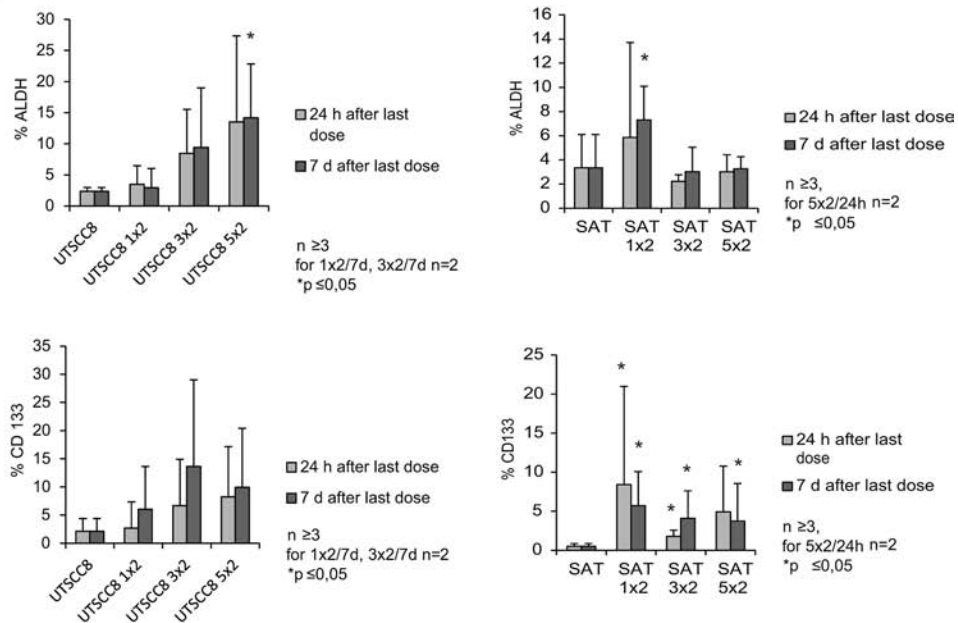 30
25
20
15
10
5
0
% ALDH
*
UTSCC8
UTSCC8 1x2
UTSCC8 3x2
UTSCC8 5x2
24 h after last
dose
7 d after last dose
n ≥3
for 1x2/7d, 3x2/7d n=2
*p ≤0,05
16
14
12
10
8
6
4
2
0
% ALDH
*
SAT
SAT
1x2
SAT
3x2
SAT
5x2
24 h after last dose
7 d after last dose
n ≥3,
for 5x2/24h n=2
*p ≤0,05
35
30
25
20
15
10
5
0
% CD 133
UTSCC8
UTSCC8 1x2
UTSCC8 3x2
UTSCC8 5x2
24 h after last dose
7 d after last dose
n ≥3
for 1x2/7d, 3x2/7d n=2
*p ≤0,05
25
20
15
10
5
0
% CD133
*
*
*
*
*
SAT
SAT
1x2
SAT
3x2
SAT
5x2
24 h after last
dose
7 d after last dose
n ≥3,
for 5x2/24h n=2
*p ≤0,05